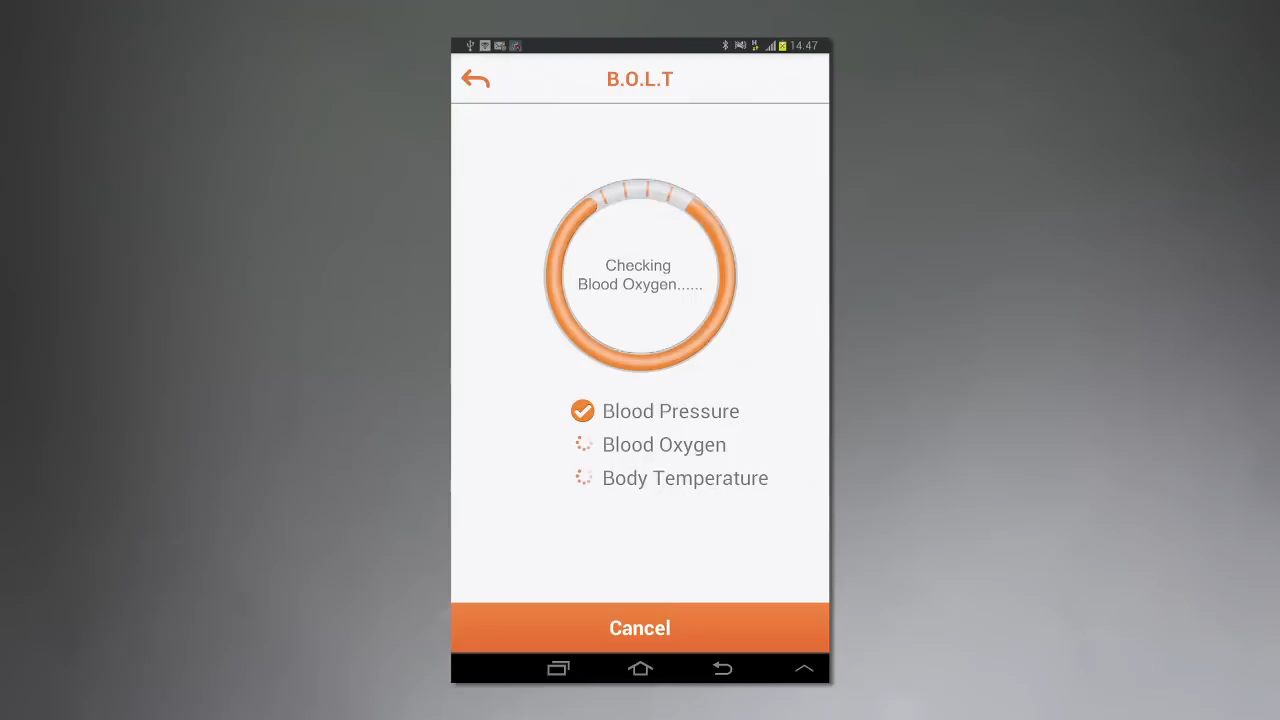 14:47
B.O.L.T
Checking
Blood Oxygen......
Blood Pressure
Blood Oxygen
Body Temperature
Cancel